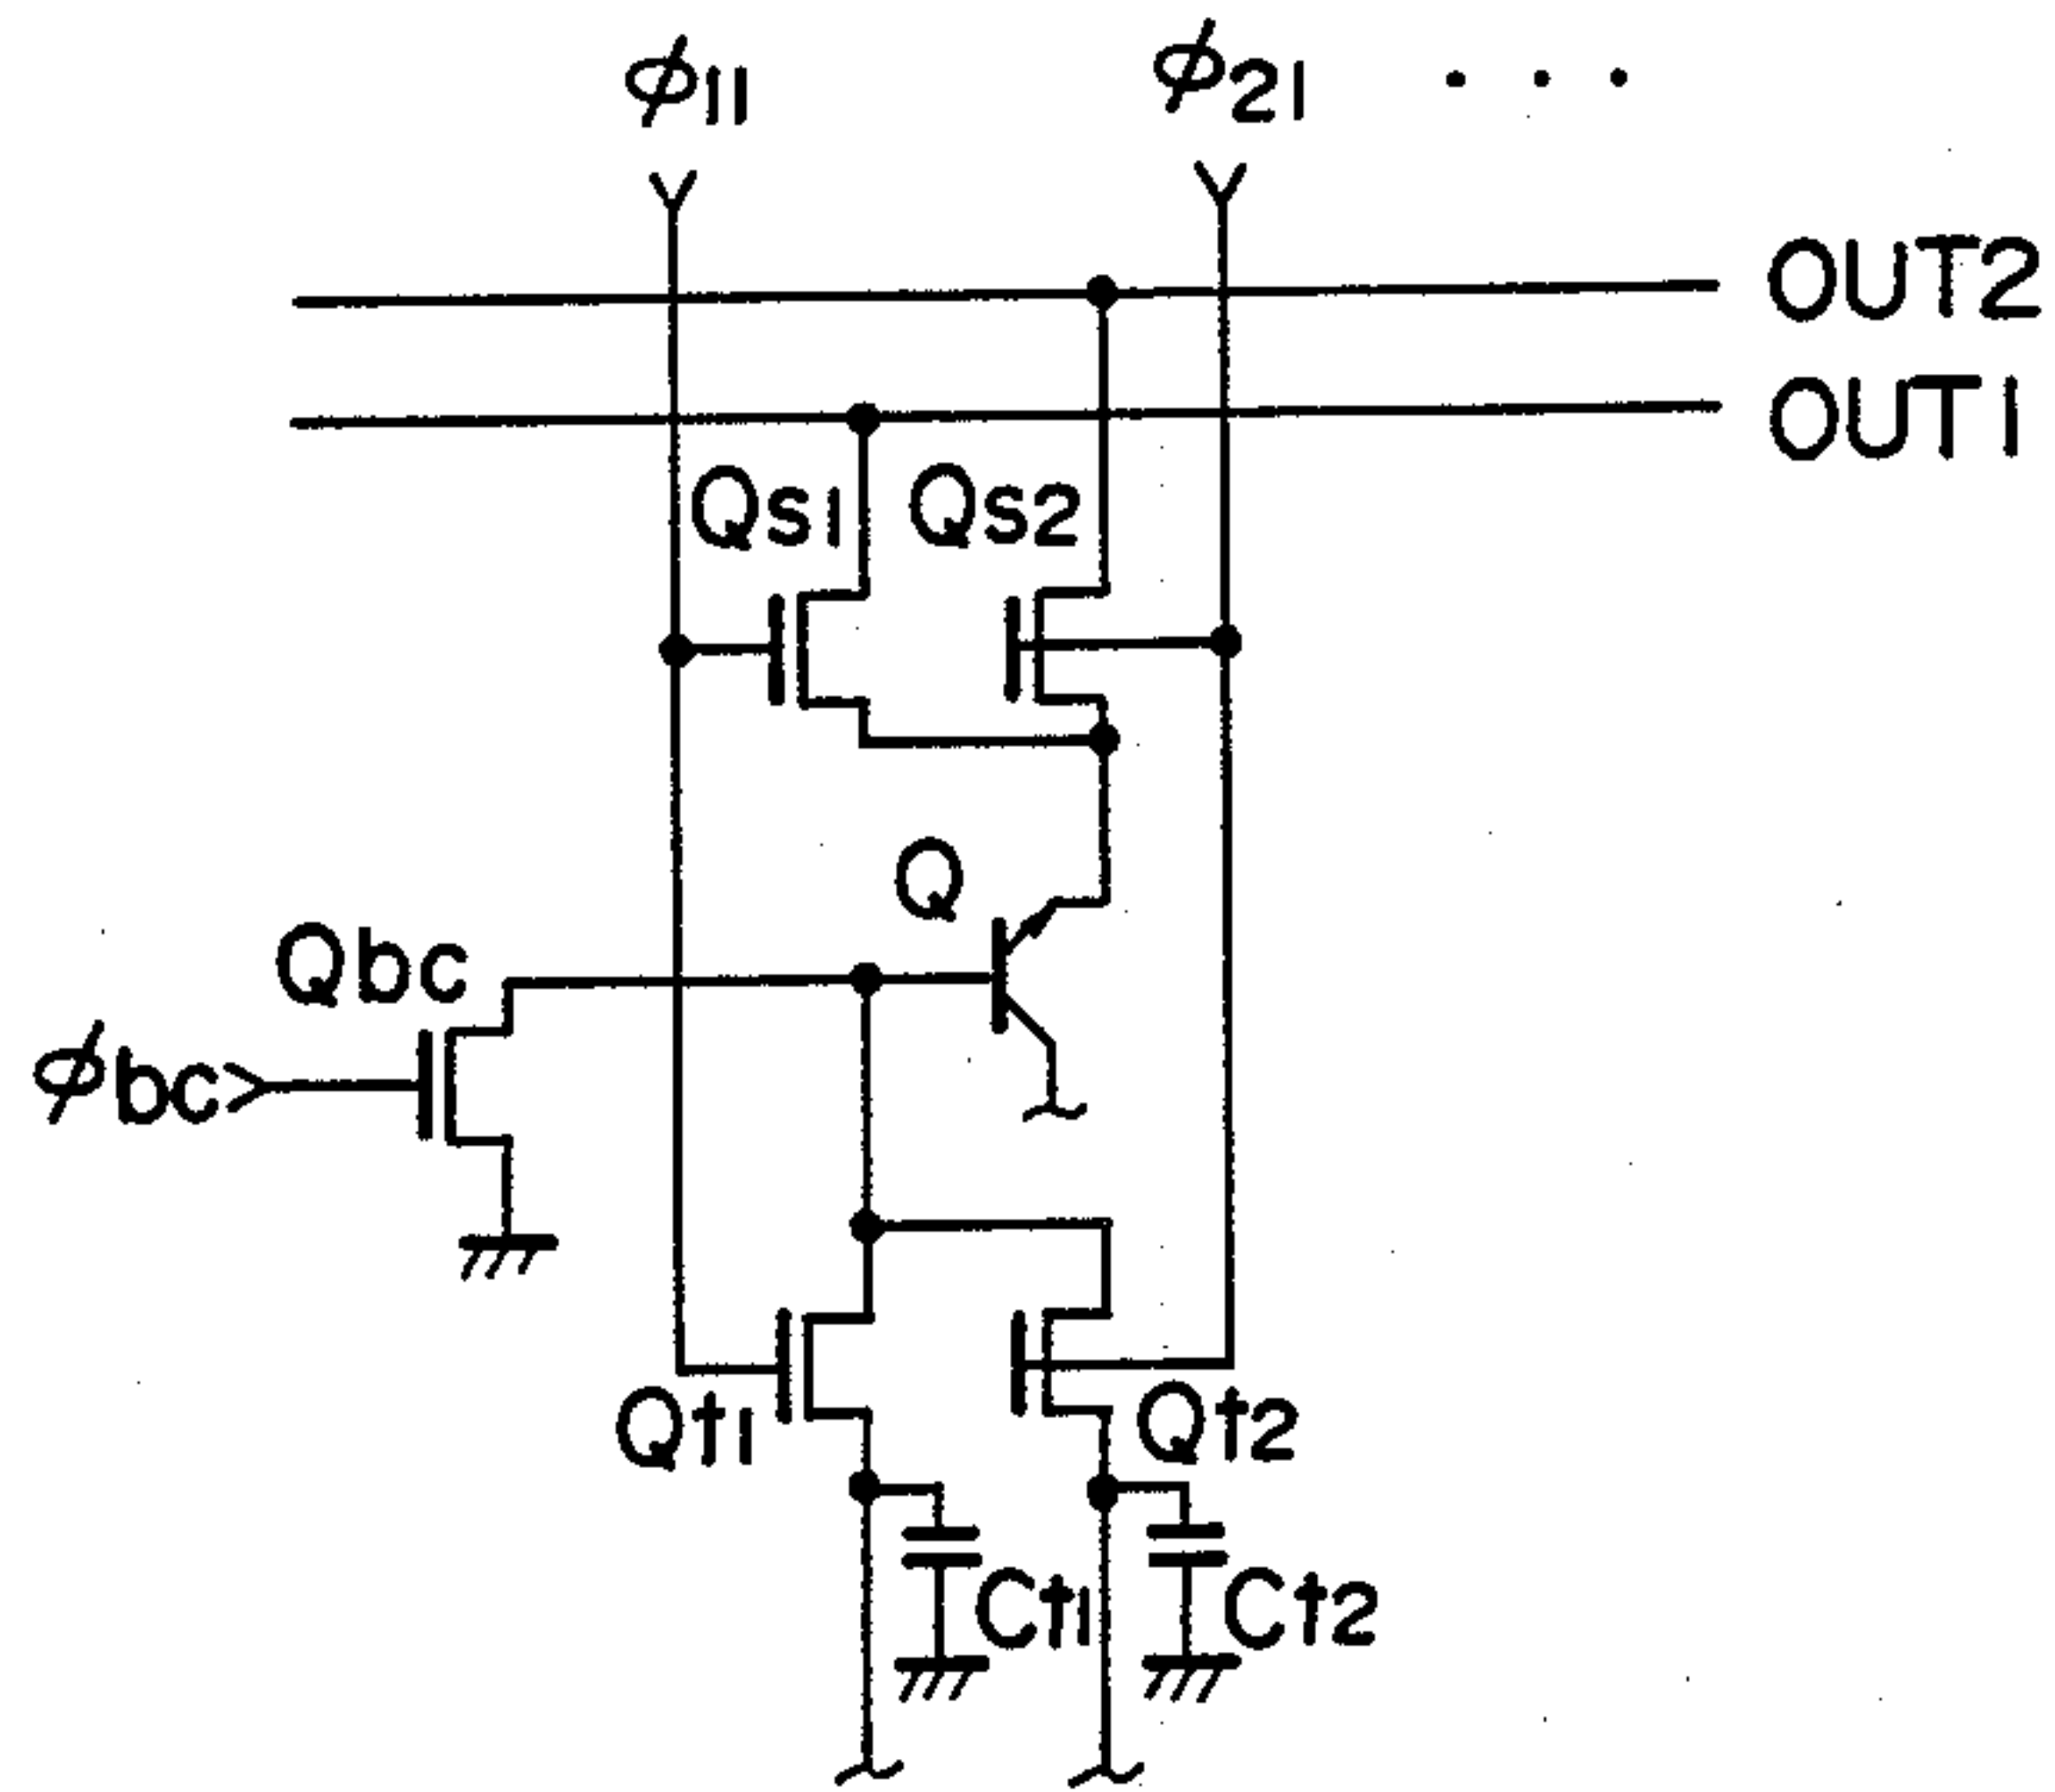 φ11 φ21 . . .
OUT2
OUT1
Qs1 Qs2
Q
Qbc
φbc
Qt1 Qt2
Ct1 Ct2